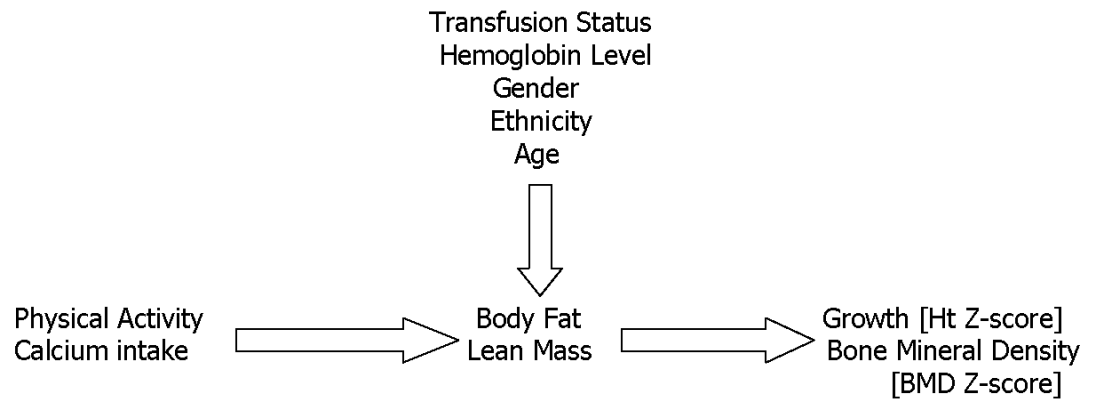 Transfusion Status
Hemoglobin Level
Gender
Ethnicity
Age
Physical Activity
Calcium intake
Body Fat
Lean Mass
Growth [Ht Z-score]
Bone Mineral Density
[BMD Z-score]